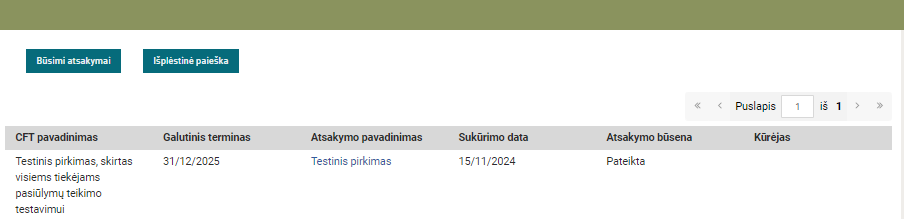 Būsimi atsakymai Išplėstinė paieška
« ‹ Puslapis 1 iš 1 › »
CFT pavadinimas Galutinis terminas Atsakymo pavadinimas Sukūrimo data Atsakymo būsena Kūrėjas
Testinis pirkimas, skirtas 31/12/2025 Testinis pirkimas 15/11/2024 Pateikta
visiems tiekėjams
pasiūlymų teikimo
testavimui